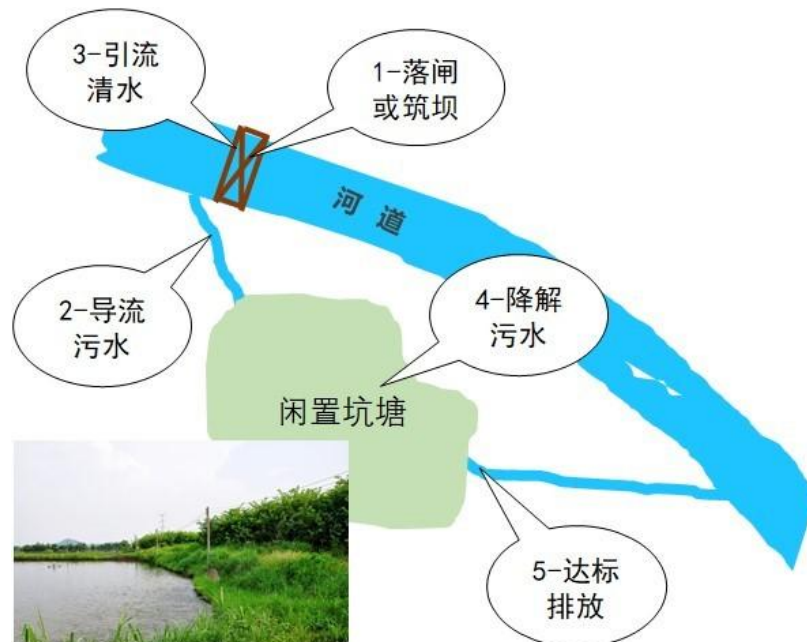 3-引流
清水
1-落闸
或筑坝
河道
2-导流
污水
4-降解
污水
闲置坑塘
5-达标
排放